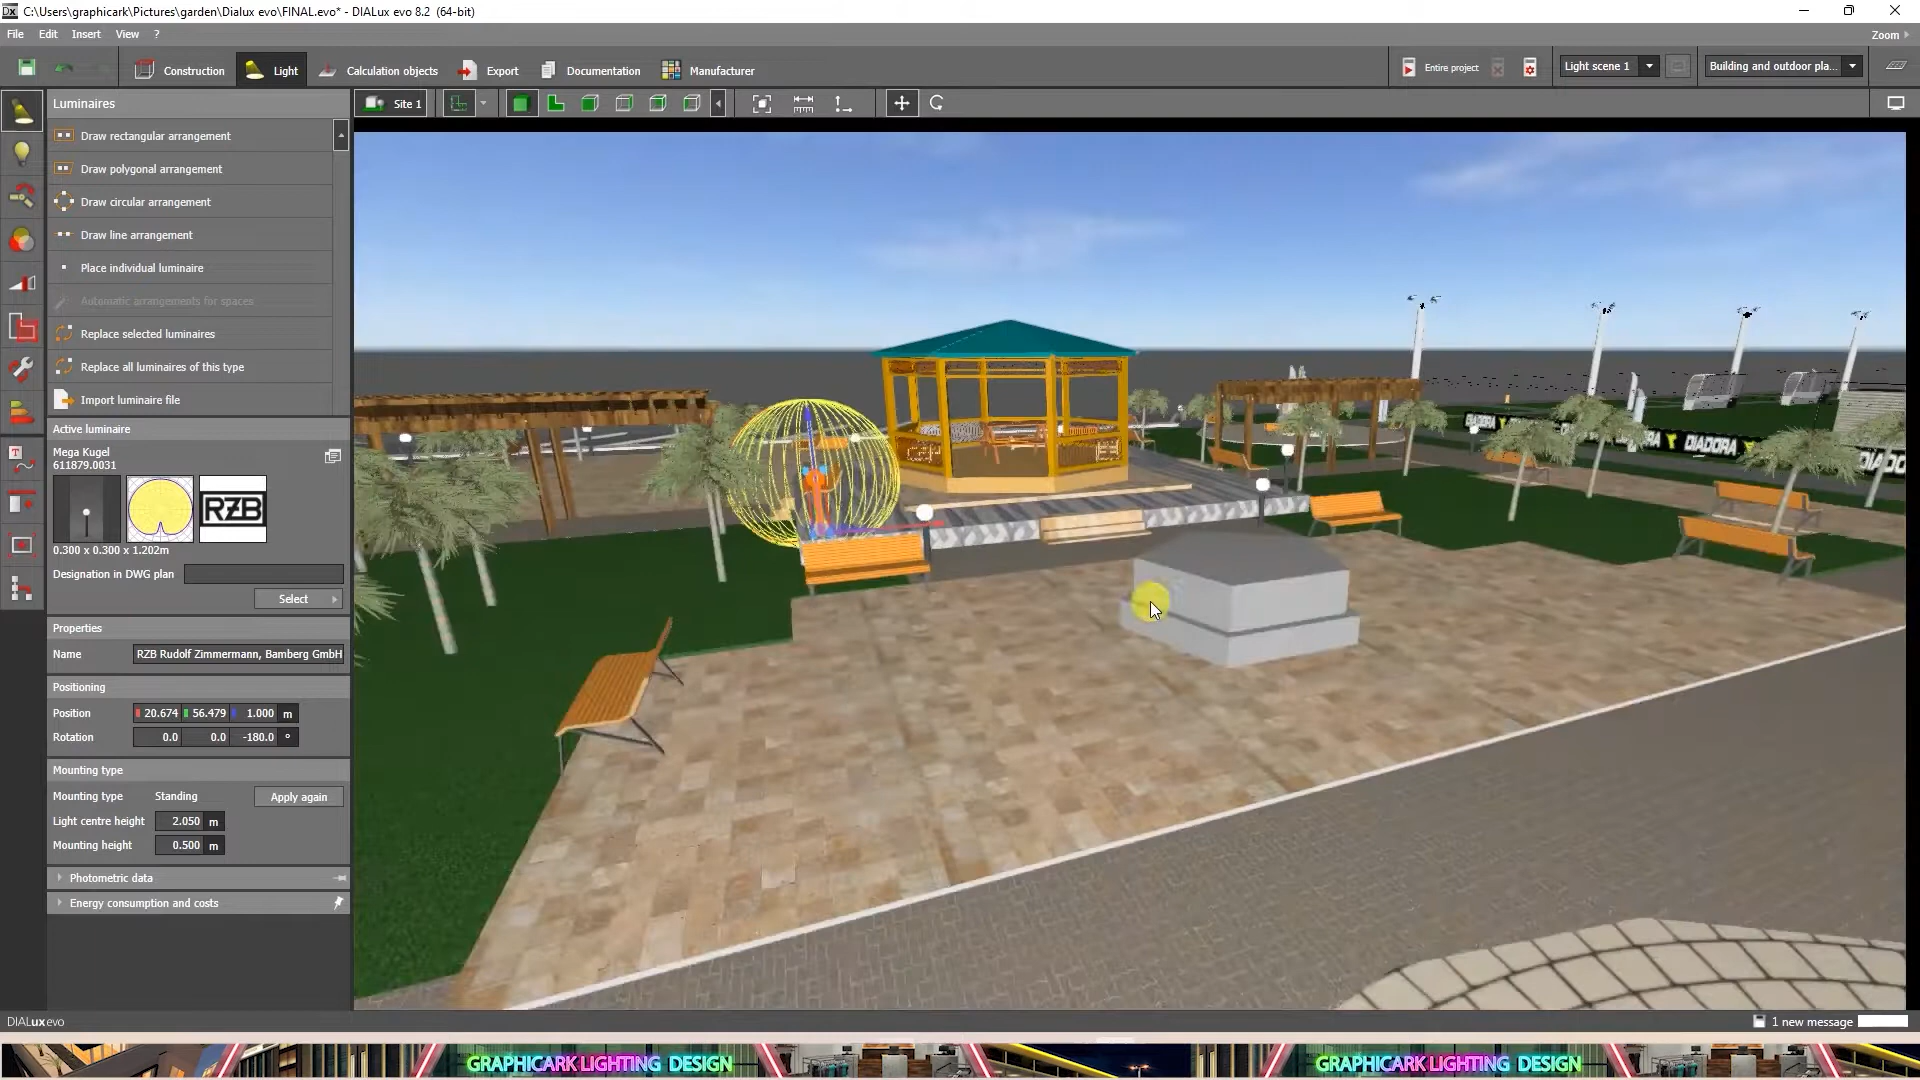 C:\Users\graphicark\Pictures\garden\Dialux evo\FINAL.evo* - DIALux evo 8.2 (64-bit)
File Edit Insert View ?
Zoom
Construction Light Calculation objects Export Documentation Manufacturer
Entire project
Light scene 1
Building and outdoor pla...
Luminaires
Site 1
Draw rectangular arrangement
Draw polygonal arrangement
Draw circular arrangement
Draw line arrangement
Place individual luminaire
Automatic arrangements for spaces
Replace selected luminaires
Replace all luminaires of this type
Import luminaire file
Active luminaire
Mega Kugel
611879.0031
RZB
0.300 x 0.300 x 1.202m
Designation in DWG plan
Select
Properties
Name RZB Rudolf Zimmermann, Bamberg GmbH
Positioning
Position 20.674 56.479 1.000 m
Rotation 0.0 0.0 -180.0 °
Mounting type
Mounting type Standing Apply again
Light centre height 2.050 m
Mounting height 0.500 m
Photometric data
Energy consumption and costs
DIADORA
DIADORA
DIALux evo
1 new message
GRAPHICARK LIGHTING DESIGN
GRAPHICARK LIGHTING DESIGN